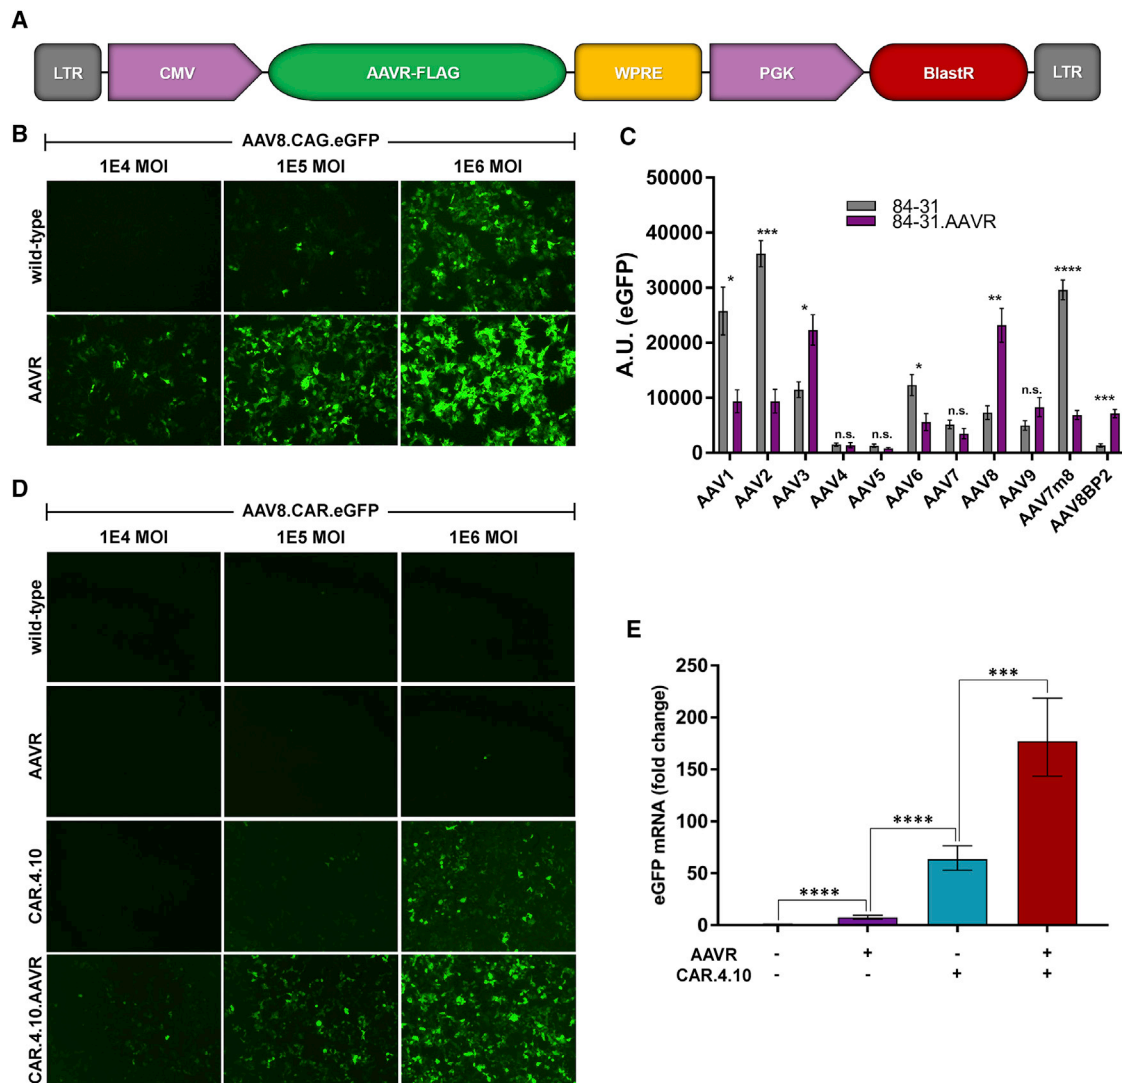 A
LTR CMV AAVR-FLAG WPRE PGK BlastR LTR
B
AAV8.CAG.eGFP
1E4 MOI 1E5 MOI 1E6 MOI
wild-type
AAVR
C
50000
40000
30000
20000
10000
0
A.U. (eGFP)
84-31
84-31.AAVR
* *** * n.s. n.s. * n.s. ** n.s. **** ***
AAV1 AAV2 AAV3 AAV4 AAV5 AAV6 AAV7 AAV8 AAV9 AAV7m8 AAV8BP2
D
AAV8.CAR.eGFP
1E4 MOI 1E5 MOI 1E6 MOI
wild-type
AAVR
CAR.4.10
CAR.4.10.AAVR
E
250
200
150
100
50
0
eGFP mRNA (fold change)
**** **** ***
AAVR - + - +
CAR.4.10 - - + +